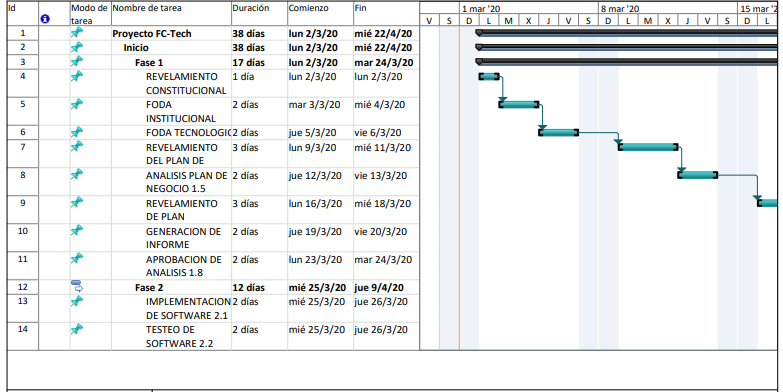 Id
Modo de tarea
Nombre de tarea
Duración
Comienzo
Fin
1 mar '20
8 mar '20
15 mar '20
V S D L M X J V S D L M X J V S D L
1 Proyecto FC-Tech 38 días lun 2/3/20 mié 22/4/20
2 Inicio 38 días lun 2/3/20 mié 22/4/20
3 Fase 1 17 días lun 2/3/20 mar 24/3/20
4 REVELAMIENTO 1 día lun 2/3/20 lun 2/3/20
CONSTITUCIONAL
5 FODA 2 días mar 3/3/20 mié 4/3/20
INSTITUCIONAL
6 FODA TECNOLOGIC 2 días jue 5/3/20 vie 6/3/20
7 REVELAMIENTO 3 días lun 9/3/20 mié 11/3/20
DEL PLAN DE
8 ANALISIS PLAN DE 2 días jue 12/3/20 vie 13/3/20
NEGOCIO 1.5
9 REVELAMIENTO 3 días lun 16/3/20 mié 18/3/20
DE PLAN
10 GENERACION DE 2 días jue 19/3/20 vie 20/3/20
INFORME
11 APROBACION DE 2 días lun 23/3/20 mar 24/3/20
ANALISIS 1.8
12 Fase 2 12 días mié 25/3/20 jue 9/4/20
13 IMPLEMENTACION 2 días mié 25/3/20 jue 26/3/20
DE SOFTWARE 2.1
14 TESTEO DE 2 días mié 25/3/20 jue 26/3/20
SOFTWARE 2.2